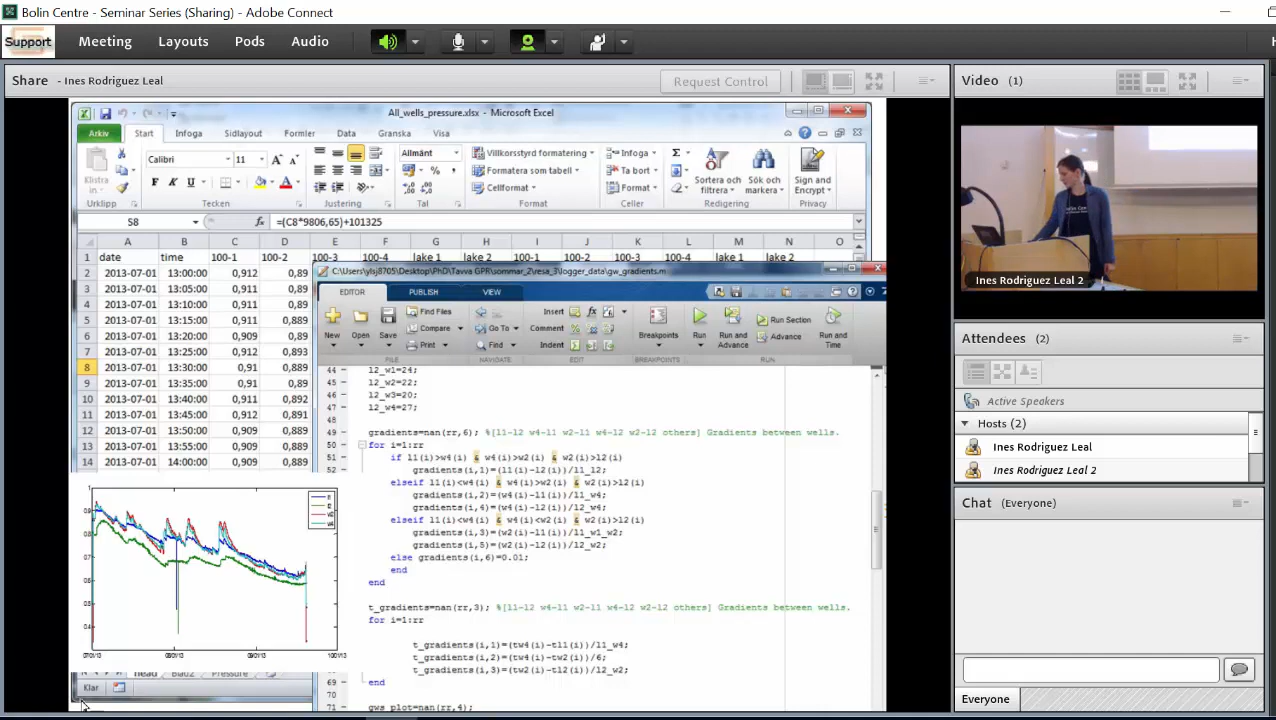 Bolin Centre - Seminar Series (Sharing) - Adobe Connect
Support Meeting Layouts Pods Audio
Share - Ines Rodriguez Leal Request Control
All_wells_pressure.xlsx - Microsoft Excel
Arkiv Start Infoga Sidlayout Formler Data Granska Visa
Calibri 11 Allmänt Villkorsstyrd formatering Infoga Σ
Klistra in Formatera som tabell Ta bort Sortera och filtrera Sök och markera Sign and Encrypt
Cellformat Format
Urklipp Tecken Justering Tal Format Celler Redigering Privacy
S8 fx =(C8*9806,65)+101325
A B C D E F G H I J K L M N O
1 date time 100-1 100-2 100-3 100-4 lake 1 lake 2 100-1 100-2 100-3 100-4 lake 1 lake 2
2 2013-07-01 13:00:00 0,912 0,89
3 2013-07-01 13:05:00 0,911 0,89
4 2013-07-01 13:10:00 0,911 0,89
5 2013-07-01 13:15:00 0,911 0,889
6 2013-07-01 13:20:00 0,909 0,89
7 2013-07-01 13:25:00 0,912 0,893
8 2013-07-01 13:30:00 0,91 0,89
9 2013-07-01 13:35:00 0,91 0,89
10 2013-07-01 13:40:00 0,911 0,892
11 2013-07-01 13:45:00 0,912 0,891
12 2013-07-01 13:50:00 0,909 0,89
13 2013-07-01 13:55:00 0,909 0,889
14 2013-07-01 14:00:00 0,909 0,889
Klar
EDITOR PUBLISH VIEW
New Open Save Find Files Compare Print
Go To Find
Insert Comment Indent
Breakpoints Run Run and Advance Run Section Advance Run and Time
FILE NAVIGATE EDIT BREAKPOINTS RUN
44 - l2_w1=24;
45 - l2_w2=22;
46 - l2_w3=20;
47 - l2_w4=27;
48
49 - gradients=nan(rr,6); %[l1-l2 w4-l1 w2-l1 w4-l2 w2-l2 others] Gradients between wells.
50 - for i=1:rr
51 - if l1(i)>w4(i) & w4(i)>w2(i) & w2(i)>l2(i)
52 - gradients(i,1)=(l1(i)-l2(i))/l1_l2;
elseif l1(i)<w4(i) & w4(i)>w2(i) & w2(i)>l2(i)
gradients(i,2)=(w4(i)-l1(i))/l1_w4;
gradients(i,4)=(w4(i)-l2(i))/l2_w4;
elseif l1(i)<w4(i) & w4(i)<w2(i) & w2(i)>l2(i)
gradients(i,3)=(w2(i)-l1(i))/l1_w1_w2;
gradients(i,5)=(w2(i)-l2(i))/l2_w2;
else gradients(i,6)=0.01;
end
end
t_gradients=nan(rr,3); %[l1-l2 w4-l1 w2-l1 w4-l2 w2-l2 others] Gradients between wells.
for i=1:rr
t_gradients(i,1)=(tw4(i)-tl1(i))/l1_w4;
t_gradients(i,2)=(tw4(i)-tw2(i))/6;
t_gradients(i,3)=(tw2(i)-tl2(i))/l2_w2;
69 - end
70
71 - gws_plot=nan(rr,4);
Video (1)
Ines Rodriguez Leal 2
Attendees (2)
Active Speakers
Hosts (2)
Ines Rodriguez Leal
Ines Rodriguez Leal 2
Chat (Everyone)
Everyone